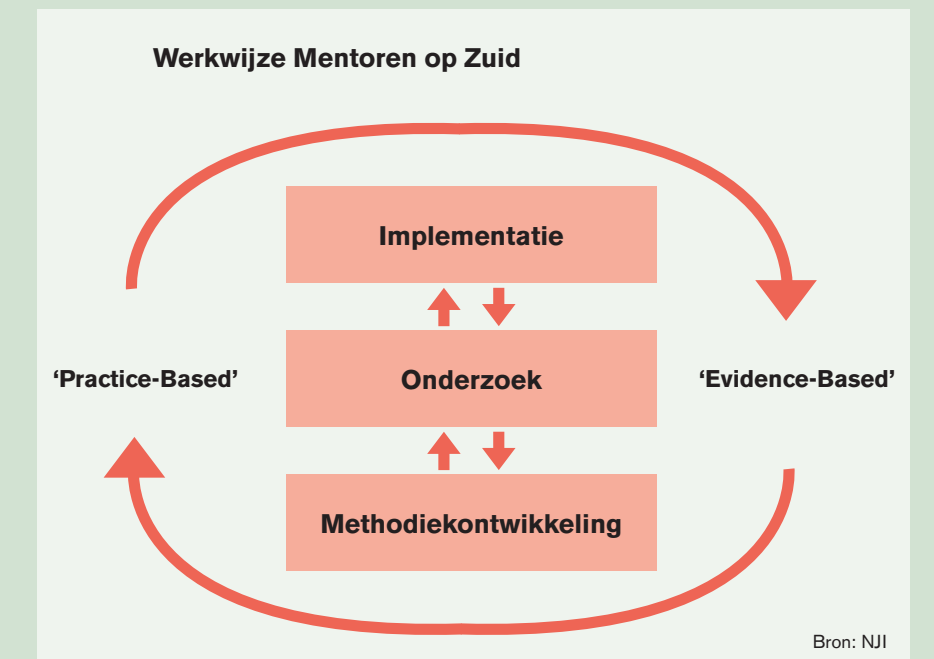 Werkwijze Mentoren op Zuid
Implementatie
‘Practice-Based’
Onderzoek
‘Evidence-Based’
Methodiekontwikkeling
Bron: NJI